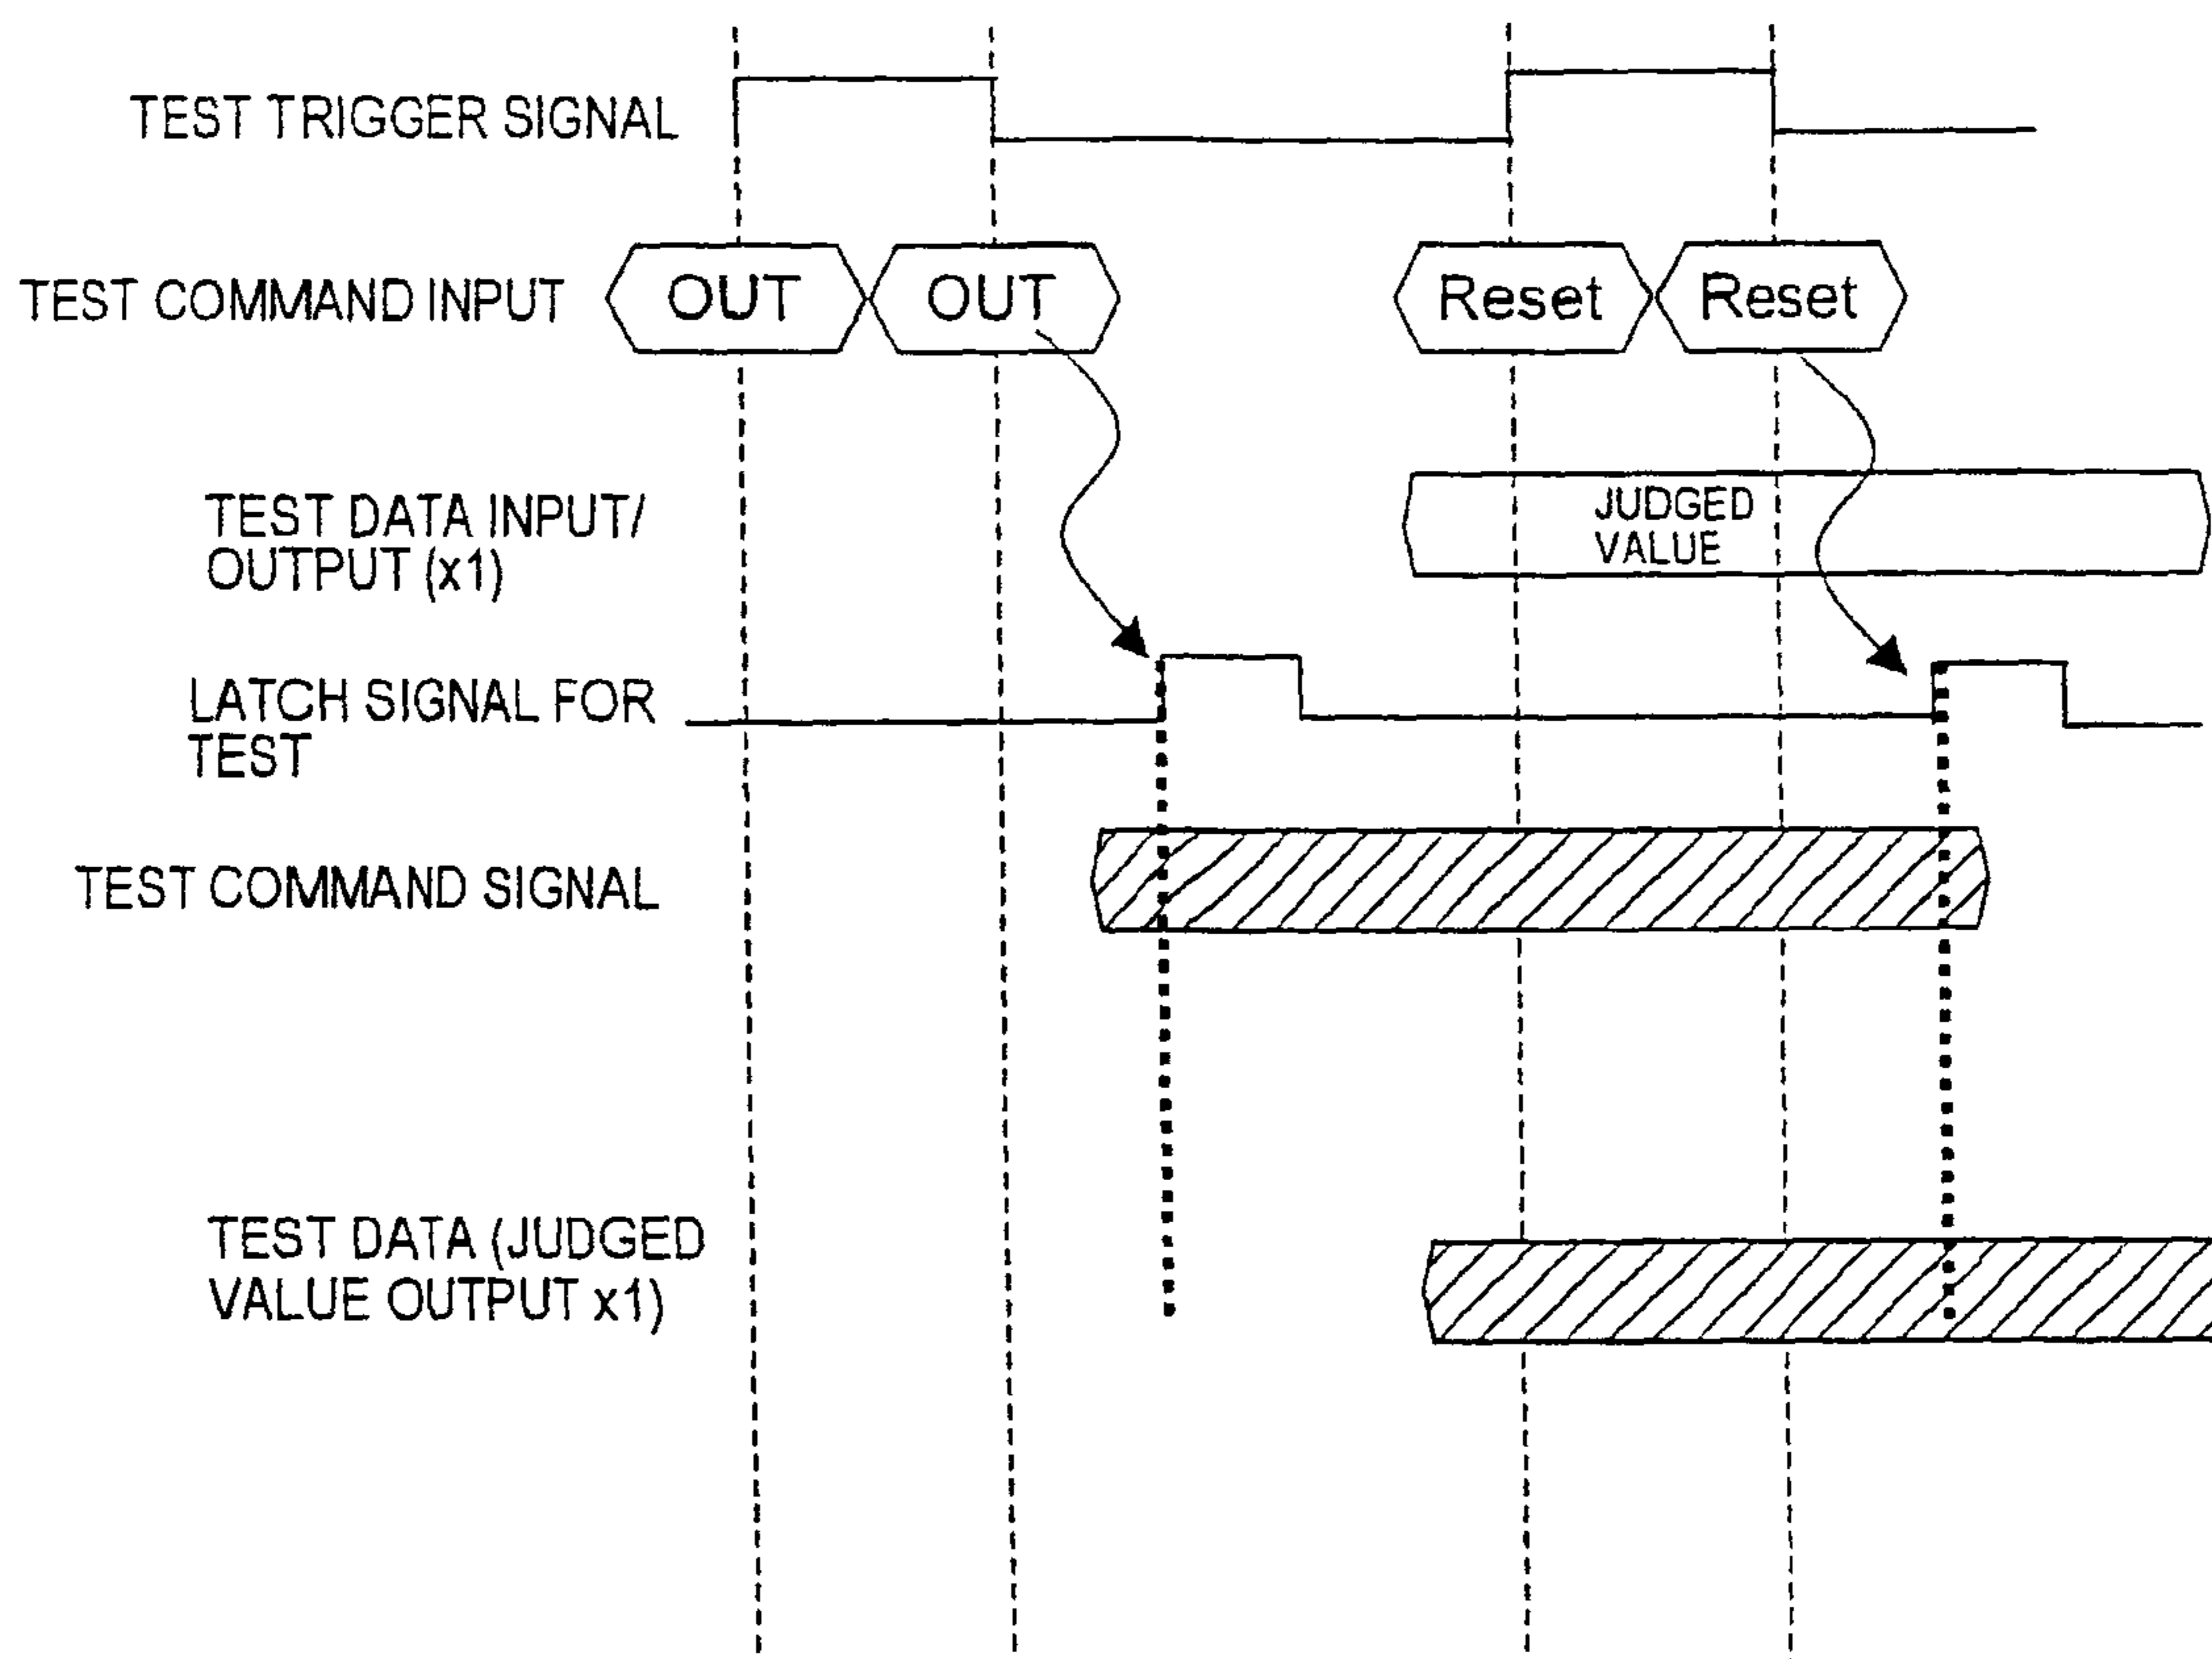 TEST TRIGGER SIGNAL
TEST COMMAND INPUT
OUT
OUT
Reset
Reset
TEST DATA INPUT/
OUTPUT (x1)
JUDGED
VALUE
LATCH SIGNAL FOR
TEST
TEST COMMAND SIGNAL
TEST DATA (JUDGED
VALUE OUTPUT x1)